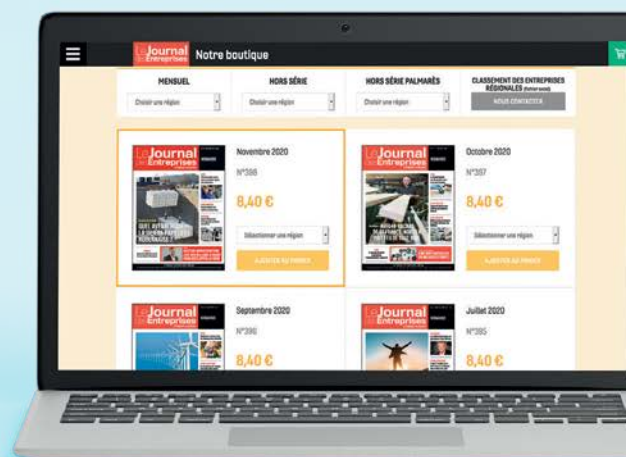 Le Journal
des Entreprises
Notre boutique
MENSUEL
Choisir une région
HORS SÉRIE
Choisir une région
HORS SÉRIE PALMARÈS
Choisir une région
CLASSEMENT DES ENTREPRISES
RÉGIONALES
NOUS CONTACTER
Le Journal
des Entreprises
Novembre 2020
N°398
8,40 €
Sélectionner une région
AJOUTER AU PANIER
Le Journal
des Entreprises
Octobre 2020
N°397
8,40 €
Sélectionner une région
AJOUTER AU PANIER
Le Journal
des Entreprises
Septembre 2020
N°396
8,40 €
Le Journal
des Entreprises
Juillet 2020
N°395
8,40 €